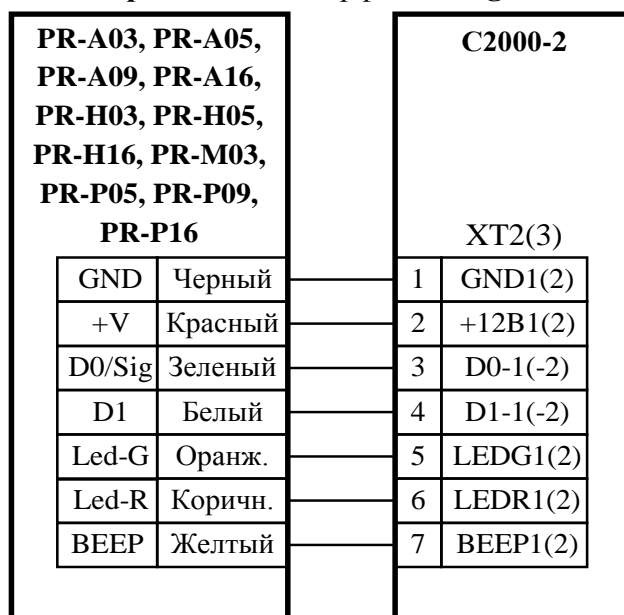 PR-A03, PR-A05,
PR-A09, PR-A16,
PR-H03, PR-H05,
PR-H16, PR-M03,
PR-P05, PR-P09,
PR-P16
C2000-2
XT2(3)
GND Черный 1 GND1(2)
+V Красный 2 +12В1(2)
D0/Sig Зеленый 3 D0-1(-2)
D1 Белый 4 D1-1(-2)
Led-G Оранж. 5 LEDG1(2)
Led-R Коричн. 6 LEDR1(2)
BEEP Желтый 7 BEEP1(2)